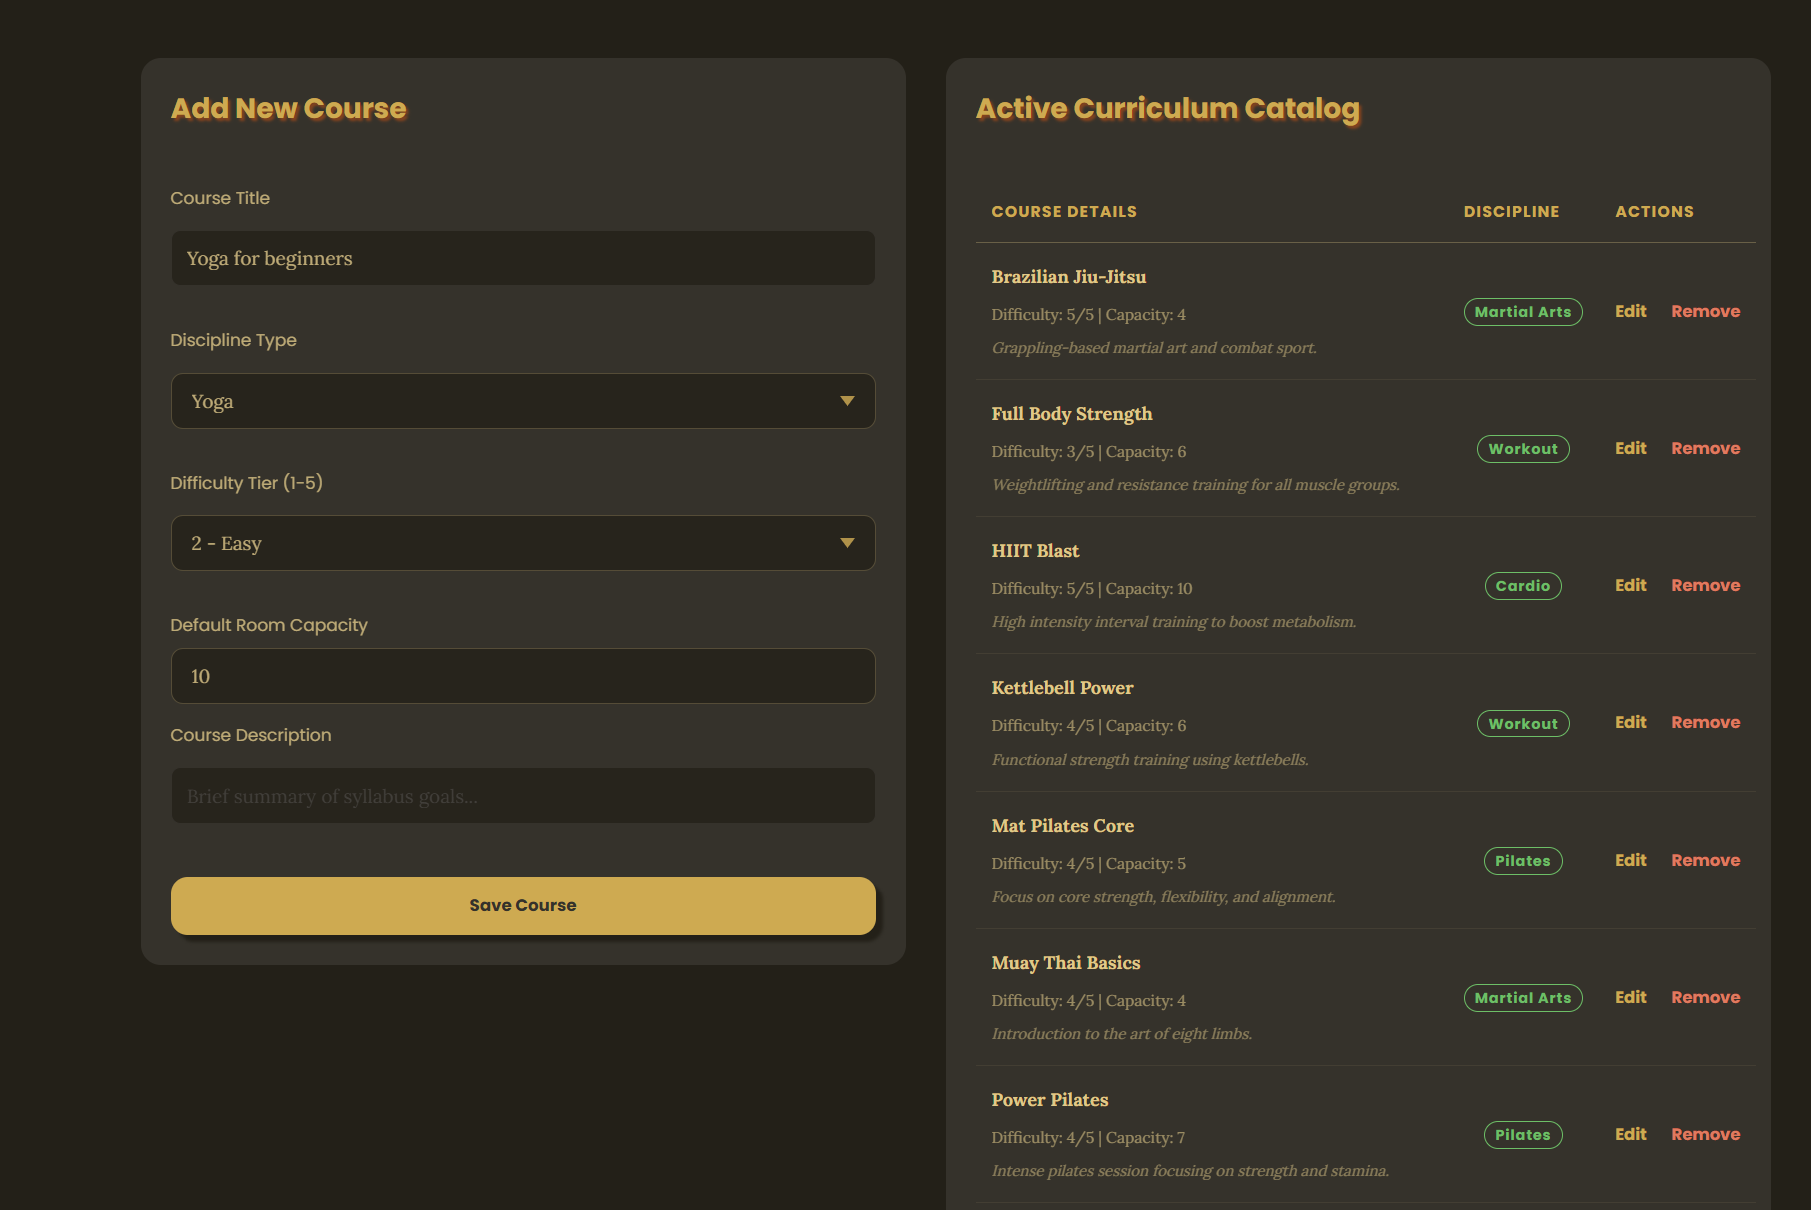 Add New Course
Course Title
Yoga for beginners
Discipline Type
Yoga
Difficulty Tier (1-5)
2 - Easy
Default Room Capacity
10
Course Description
Brief summary of syllabus goals...
Save Course
Active Curriculum Catalog
COURSE DETAILS DISCIPLINE ACTIONS
Brazilian Jiu-Jitsu
Difficulty: 5/5 | Capacity: 4
Grappling-based martial art and combat sport.
Martial Arts Edit Remove
Full Body Strength
Difficulty: 3/5 | Capacity: 6
Weightlifting and resistance training for all muscle groups.
Workout Edit Remove
HIIT Blast
Difficulty: 5/5 | Capacity: 10
High intensity interval training to boost metabolism.
Cardio Edit Remove
Kettlebell Power
Difficulty: 4/5 | Capacity: 6
Functional strength training using kettlebells.
Workout Edit Remove
Mat Pilates Core
Difficulty: 4/5 | Capacity: 5
Focus on core strength, flexibility, and alignment.
Pilates Edit Remove
Muay Thai Basics
Difficulty: 4/5 | Capacity: 4
Introduction to the art of eight limbs.
Martial Arts Edit Remove
Power Pilates
Difficulty: 4/5 | Capacity: 7
Intense pilates session focusing on strength and stamina.
Pilates Edit Remove